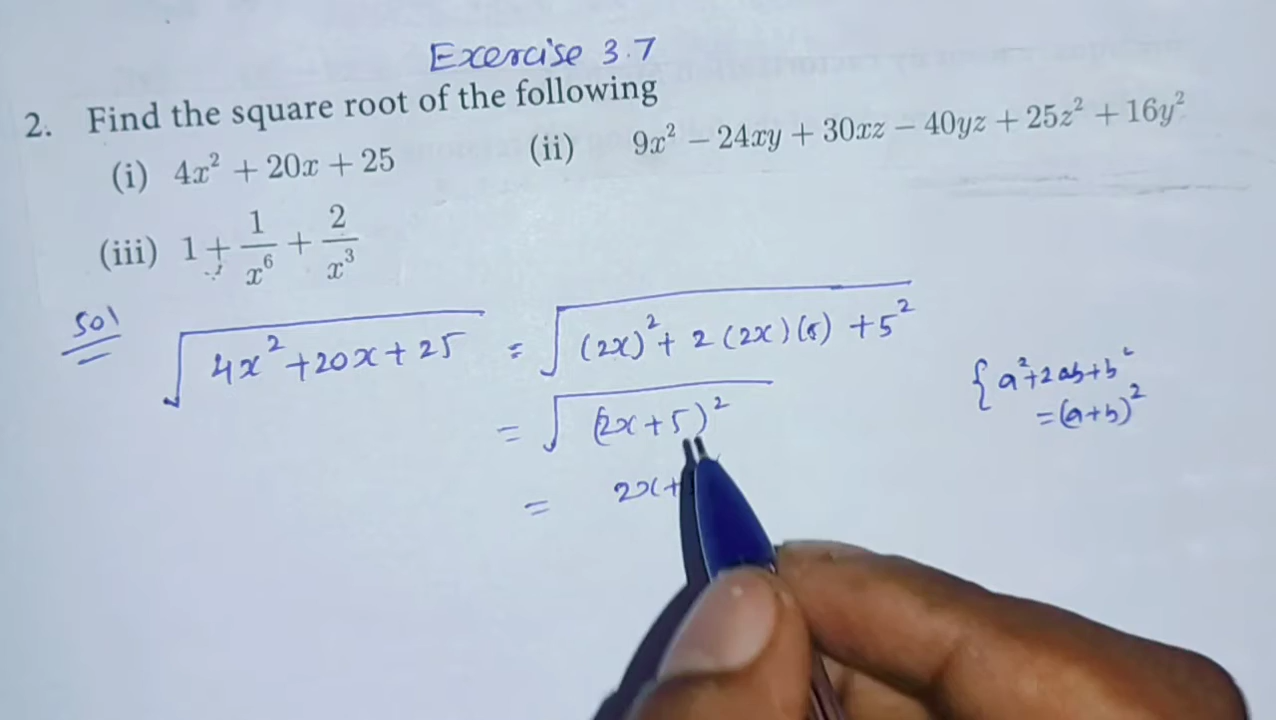 Exercise 3.7
2. Find the square root of the following
(i) 4x² + 20x + 25 (ii) 9x² − 24xy + 30xz − 40yz + 25z² + 16y²
(iii) 1 + 1/x⁶ + 2/x³
Sol √(4x² + 20x + 25) = √((2x)² + 2(2x)(5) + 5²)
{a² + 2ab + b²
= √((2x + 5)²)
= (a + b)²
= 2x +